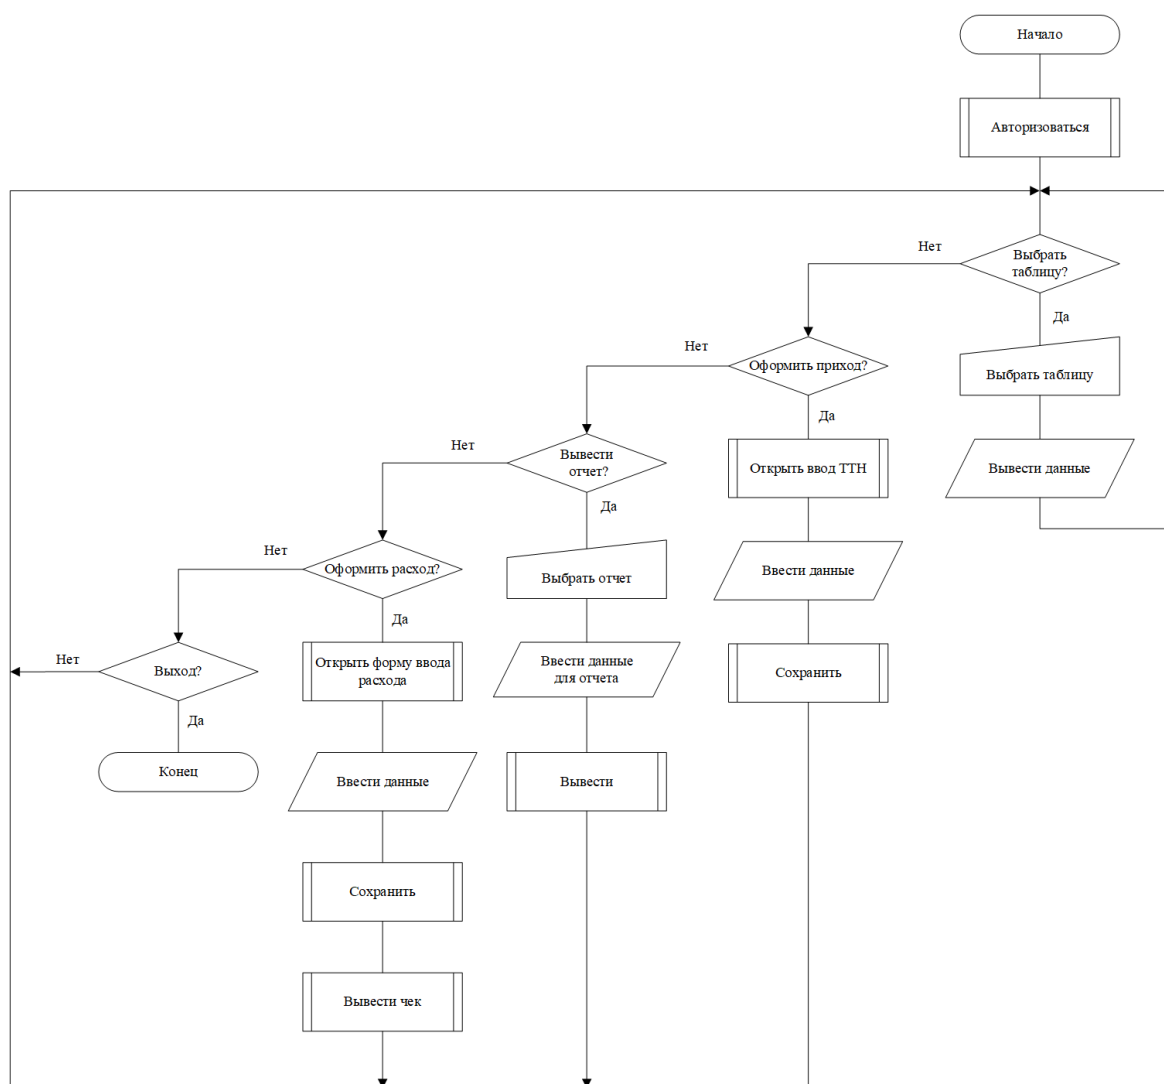 Начало
Авторизоваться
Нет
Выбрать
таблицу?
Да
Нет
Оформить приход?
Выбрать таблицу
Да
Нет
Вывести
отчет?
Открыть ввод ТТН
Вывести данные
Да
Нет
Оформить расход?
Выбрать отчет
Ввести данные
Да
Нет
Выход?
Открыть форму ввода
расхода
Ввести данные
для отчета
Сохранить
Да
Конец
Ввести данные
Вывести
Сохранить
Вывести чек